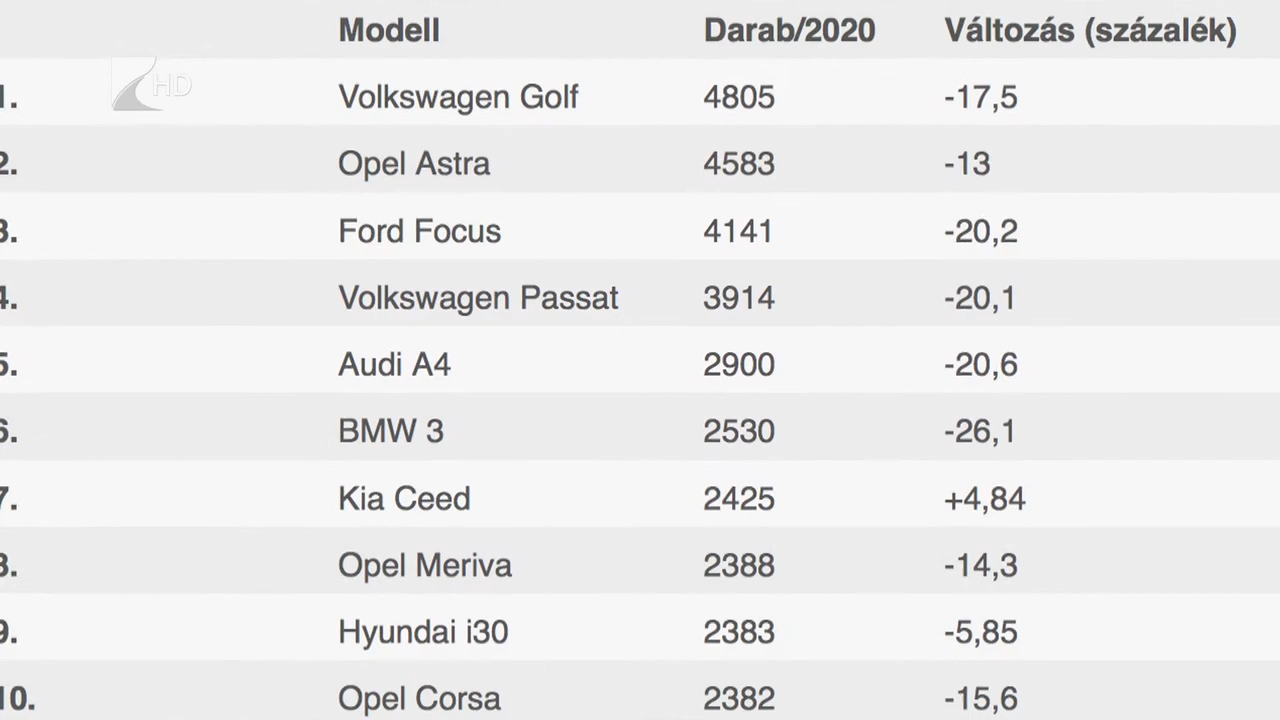 Modell Darab/2020 Változás (százalék)
HD
1. Volkswagen Golf 4805 -17,5
2. Opel Astra 4583 -13
3. Ford Focus 4141 -20,2
4. Volkswagen Passat 3914 -20,1
5. Audi A4 2900 -20,6
6. BMW 3 2530 -26,1
7. Kia Ceed 2425 +4,84
8. Opel Meriva 2388 -14,3
9. Hyundai i30 2383 -5,85
10. Opel Corsa 2382 -15,6